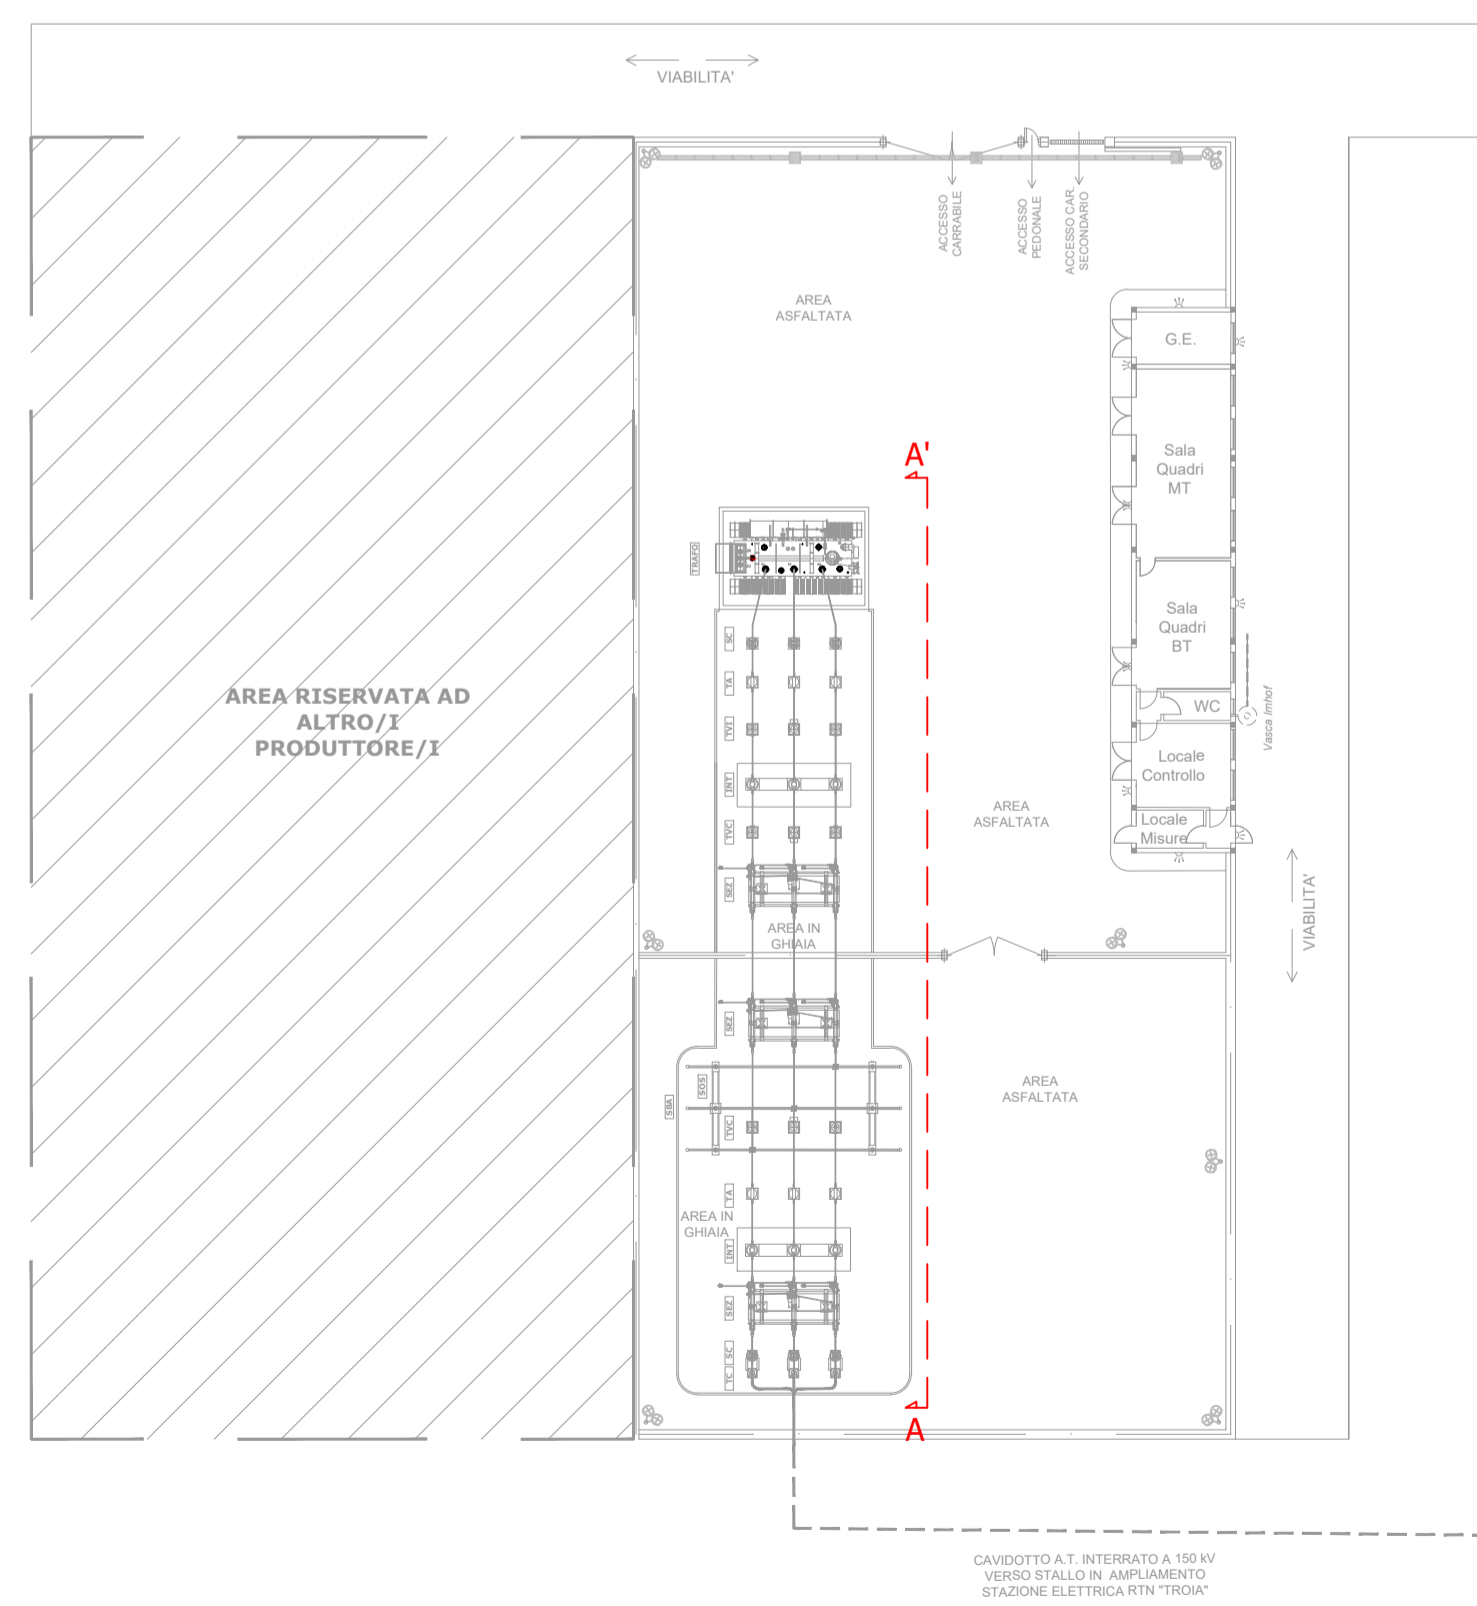 VIABILITA'
ACCESSO
CARRABILE
ACCESSO
PEDONALE
ACCESSO CAR.
SECONDARIO
AREA
ASFALTATA
G.E.
A'
Sala
Quadri
MT
TRAFO
SC
TA
TVI
INT
TVC
SEZ
Sala
Quadri
BT
WC
Vasca Imhof
AREA RISERVATA AD
ALTRO/I
PRODUTTORE/I
Locale
Controllo
Locale
Misure
AREA
ASFALTATA
VIABILITA'
AREA IN
GHIAIA
SEZ
SOS
SBA
TVC
TA
AREA
ASFALTATA
AREA IN
GHIAIA
INT
SEZ
SC
TC
A
CAVIDOTTO A.T. INTERRATO A 150 kV
VERSO STALLO IN AMPLIAMENTO
STAZIONE ELETTRICA RTN "TROIA"